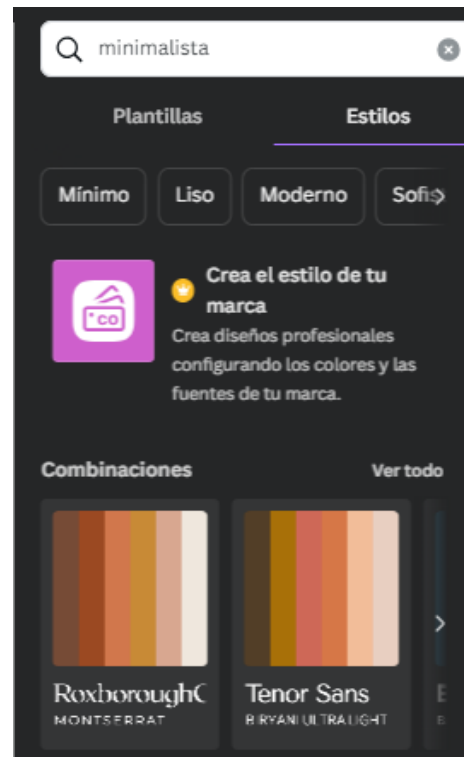 minimalista
Plantillas
Estilos
Mínimo
Liso
Moderno
Crea el estilo de tu
marca
Crea diseños profesionales
configurando los colores y las
fuentes de tu marca.
co
Combinaciones
Ver todo
Tenor Sans
MONTSERRAT
BIRYANI ULTRALIGHT